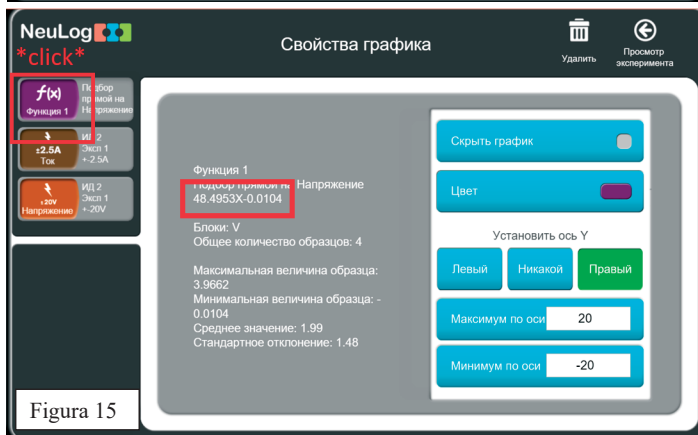 NeuLog
*click*
Свойства графика
Удалить
Просмотр
эксперимента
f(x)
Функция 1
Подбор
прямой на
Напряжение
±2.5A
Ток
ИД 2
Эксп 1
+-2.5A
±20V
Напряжение
ИД 2
Эксп 1
+-20V
Функция 1
Подбор прямой на Напряжение
48.4953X-0.0104
Блоки: V
Общее количество образцов: 4
Максимальная величина образца:
3.9662
Минимальная величина образца: -
0.0104
Среднее значение: 1.99
Стандартное отклонение: 1.48
Скрыть график
Цвет
Установить ось Y
Левый
Никакой
Правый
Максимум по оси
20
Минимум по оси
-20
Figura 15